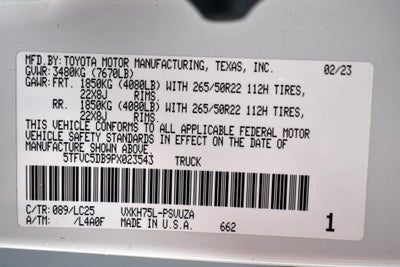 MFD.BY: TOYOTA MOTOR MANUFACTURING, TEXAS, INC. 02/23
GVWR: 3480KG (7670LB)
GAWR: FRT. 1850KG (4080LB) WITH 265/50R22 112H TIRES,
22X8J RIMS
RR. 1850KG (4080LB) WITH 265/50R22 112H TIRES,
22X8J RIMS
THIS VEHICLE CONFORMS TO ALL APPLICABLE FEDERAL MOTOR
VEHICLE SAFETY STANDARDS IN EFFECT ON THE DATE OF
MANUFACTURE SHOWN ABOVE.
5TFVC5DB9PX023543 TRUCK
C/TR: 089/LC25 VXKH75L-PSVUZA
A/TM: /L4A0F MADE IN U.S.A. 662 1